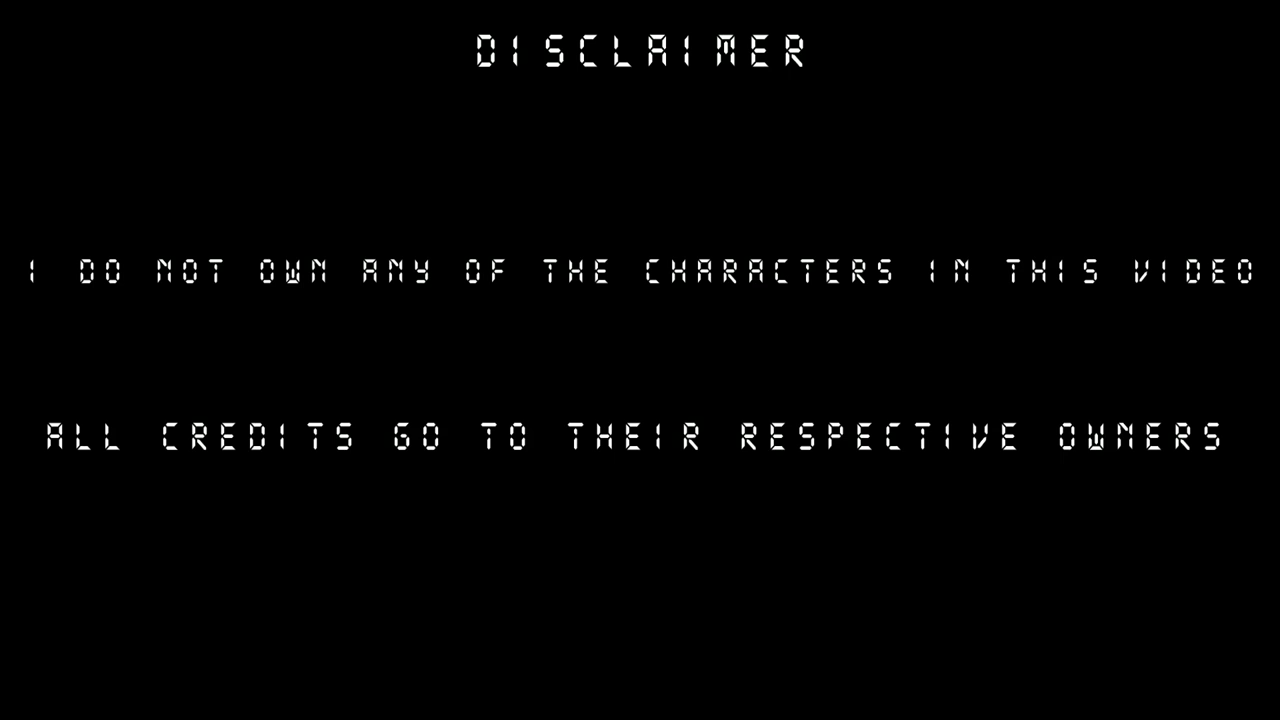 DISCLAIMER
I DO NOT OWN ANY OF THE CHARACTERS IN THIS VIDEO
ALL CREDITS GO TO THEIR RESPECTIVE OWNERS